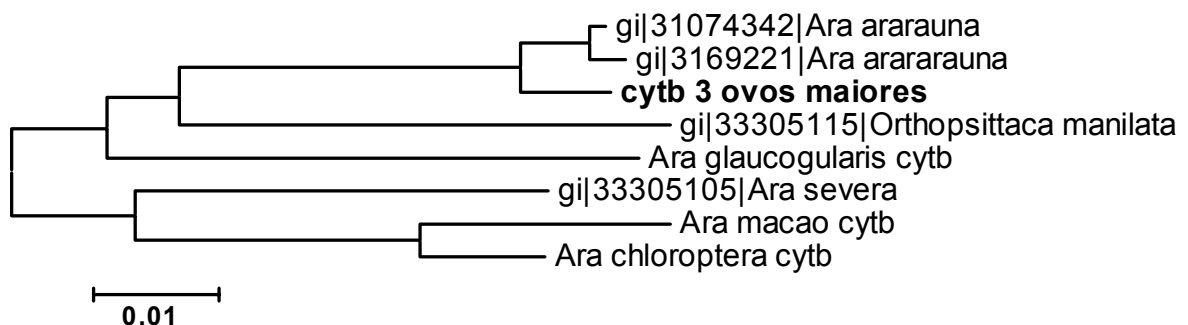 gi|31074342|Ara ararauna
gi|3169221|Ara arararauna
cytb 3 ovos maiores
gi|33305115|Orthopsittaca manilata
Ara glaucogularis cytb
gi|33305105|Ara severa
Ara macao cytb
Ara chloroptera cytb
0.01